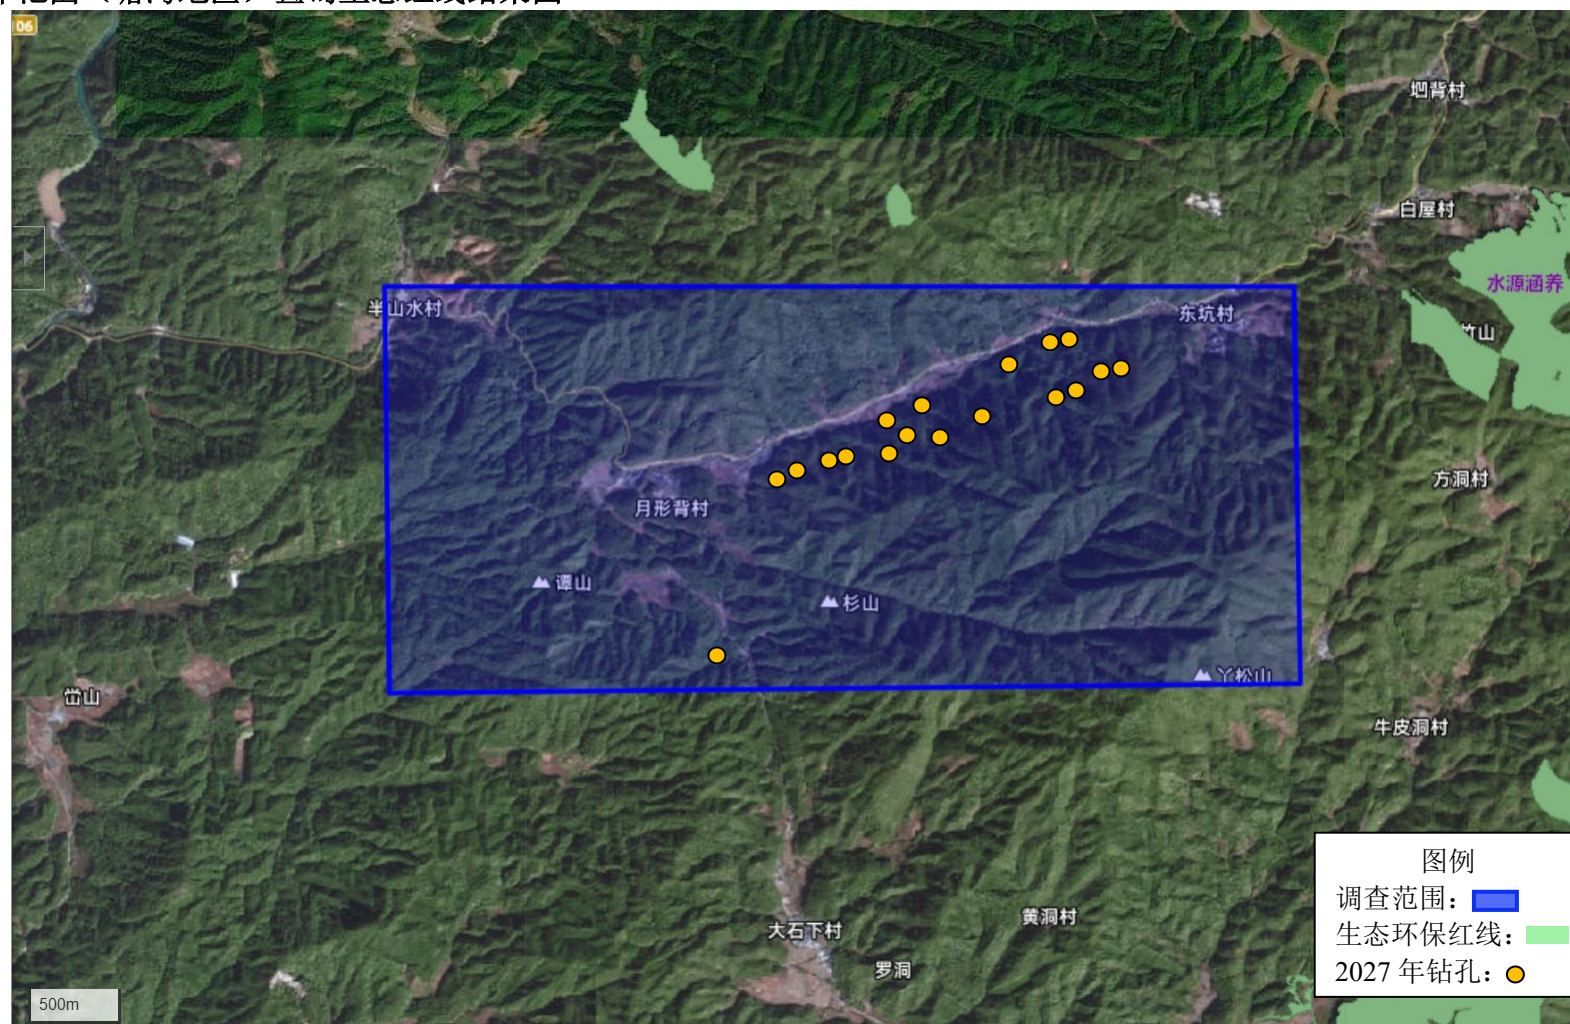 06
垇背村
白屋村
水源涵养
竹山
半山水村
东坑村
方洞村
月形背村
谭山
杉山
丫松山
岱山
牛皮洞村
大石下村
黄洞村
罗洞
图例
调查范围：
生态环保红线：
2027 年钻孔：
500m